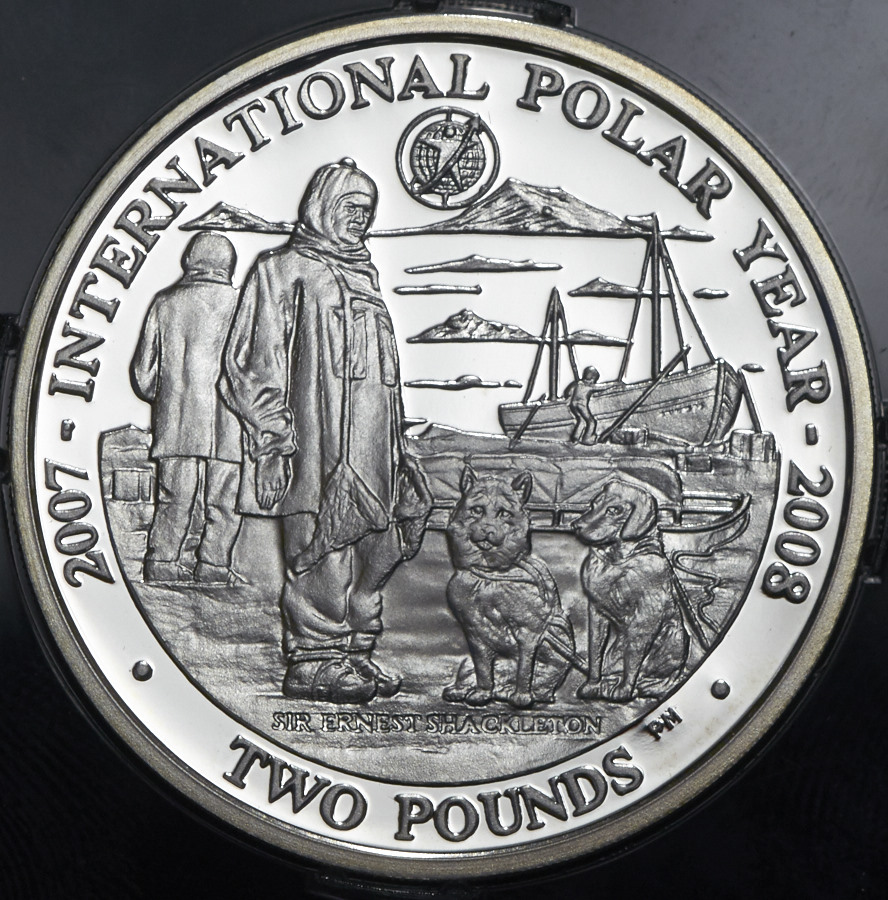 2007 - INTERNATIONAL POLAR YEAR - 2008
SIR ERNEST SHACKLETON
PM
• TWO POUNDS •